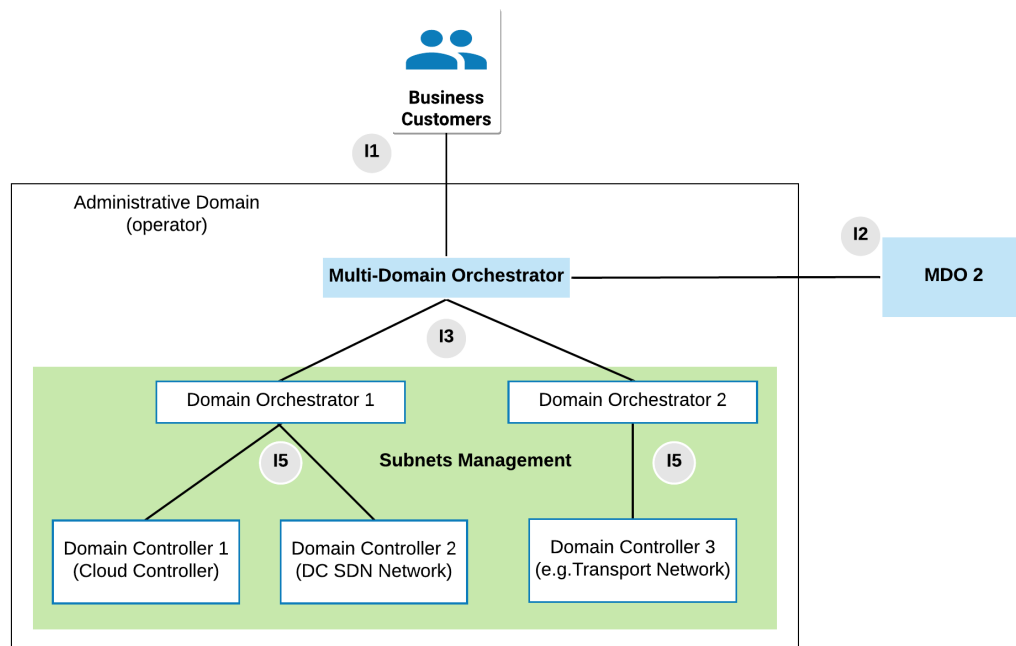 Business
Customers
I1
Administrative Domain
(operator)
I2
Multi-Domain Orchestrator
MDO 2
I3
Domain Orchestrator 1
Domain Orchestrator 2
I5
Subnets Management
I5
Domain Controller 1
(Cloud Controller)
Domain Controller 2
(DC SDN Network)
Domain Controller 3
(e.g.Transport Network)